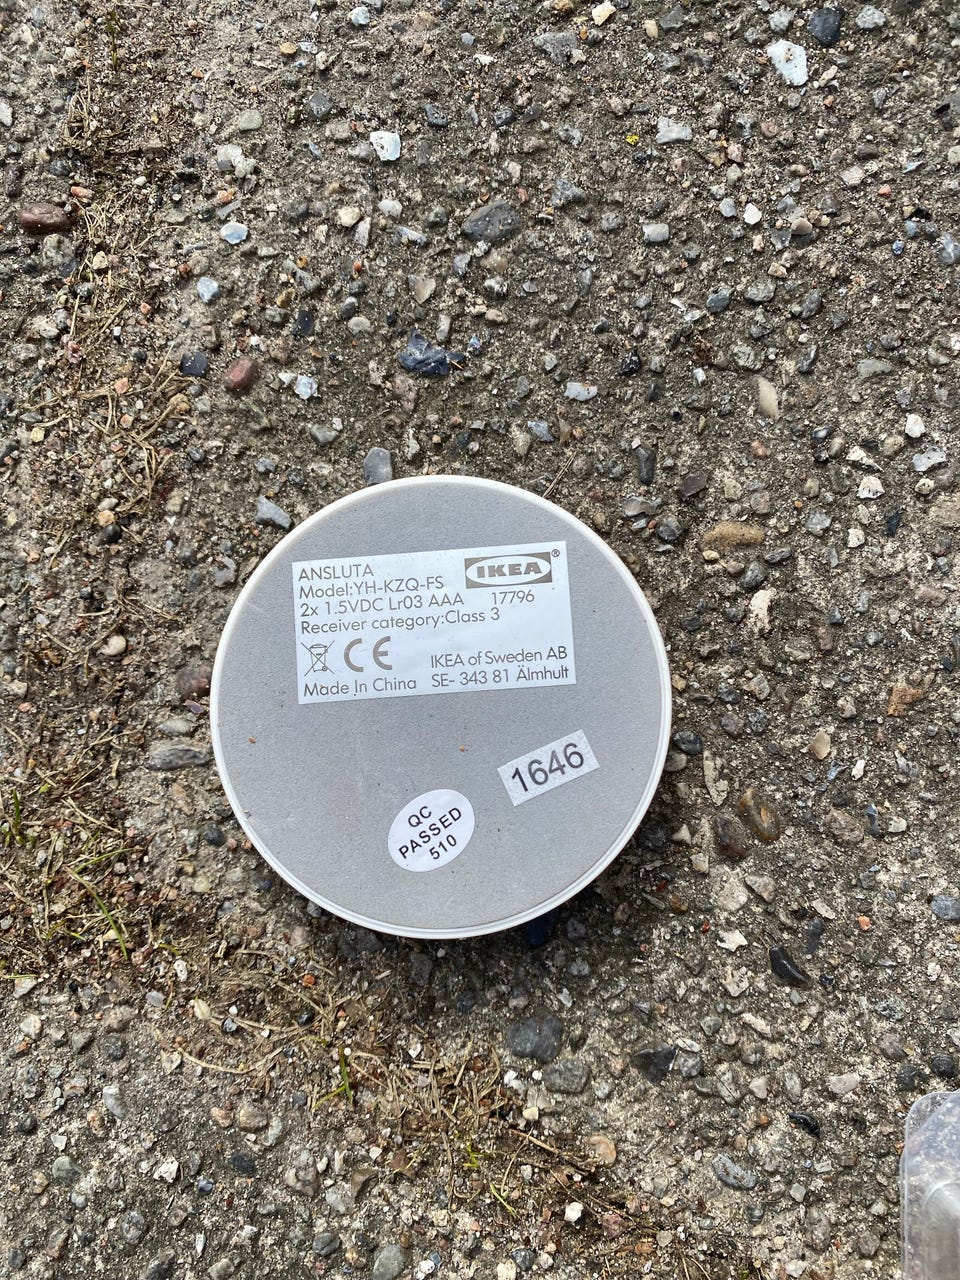 ANSLUTA
IKEA®
Model:YH-KZQ-FS
2x 1.5VDC Lr03 AAA 17796
Receiver category:Class 3
CE
IKEA of Sweden AB
Made In China SE- 343 81 Älmhult
1646
QC
PASSED
510